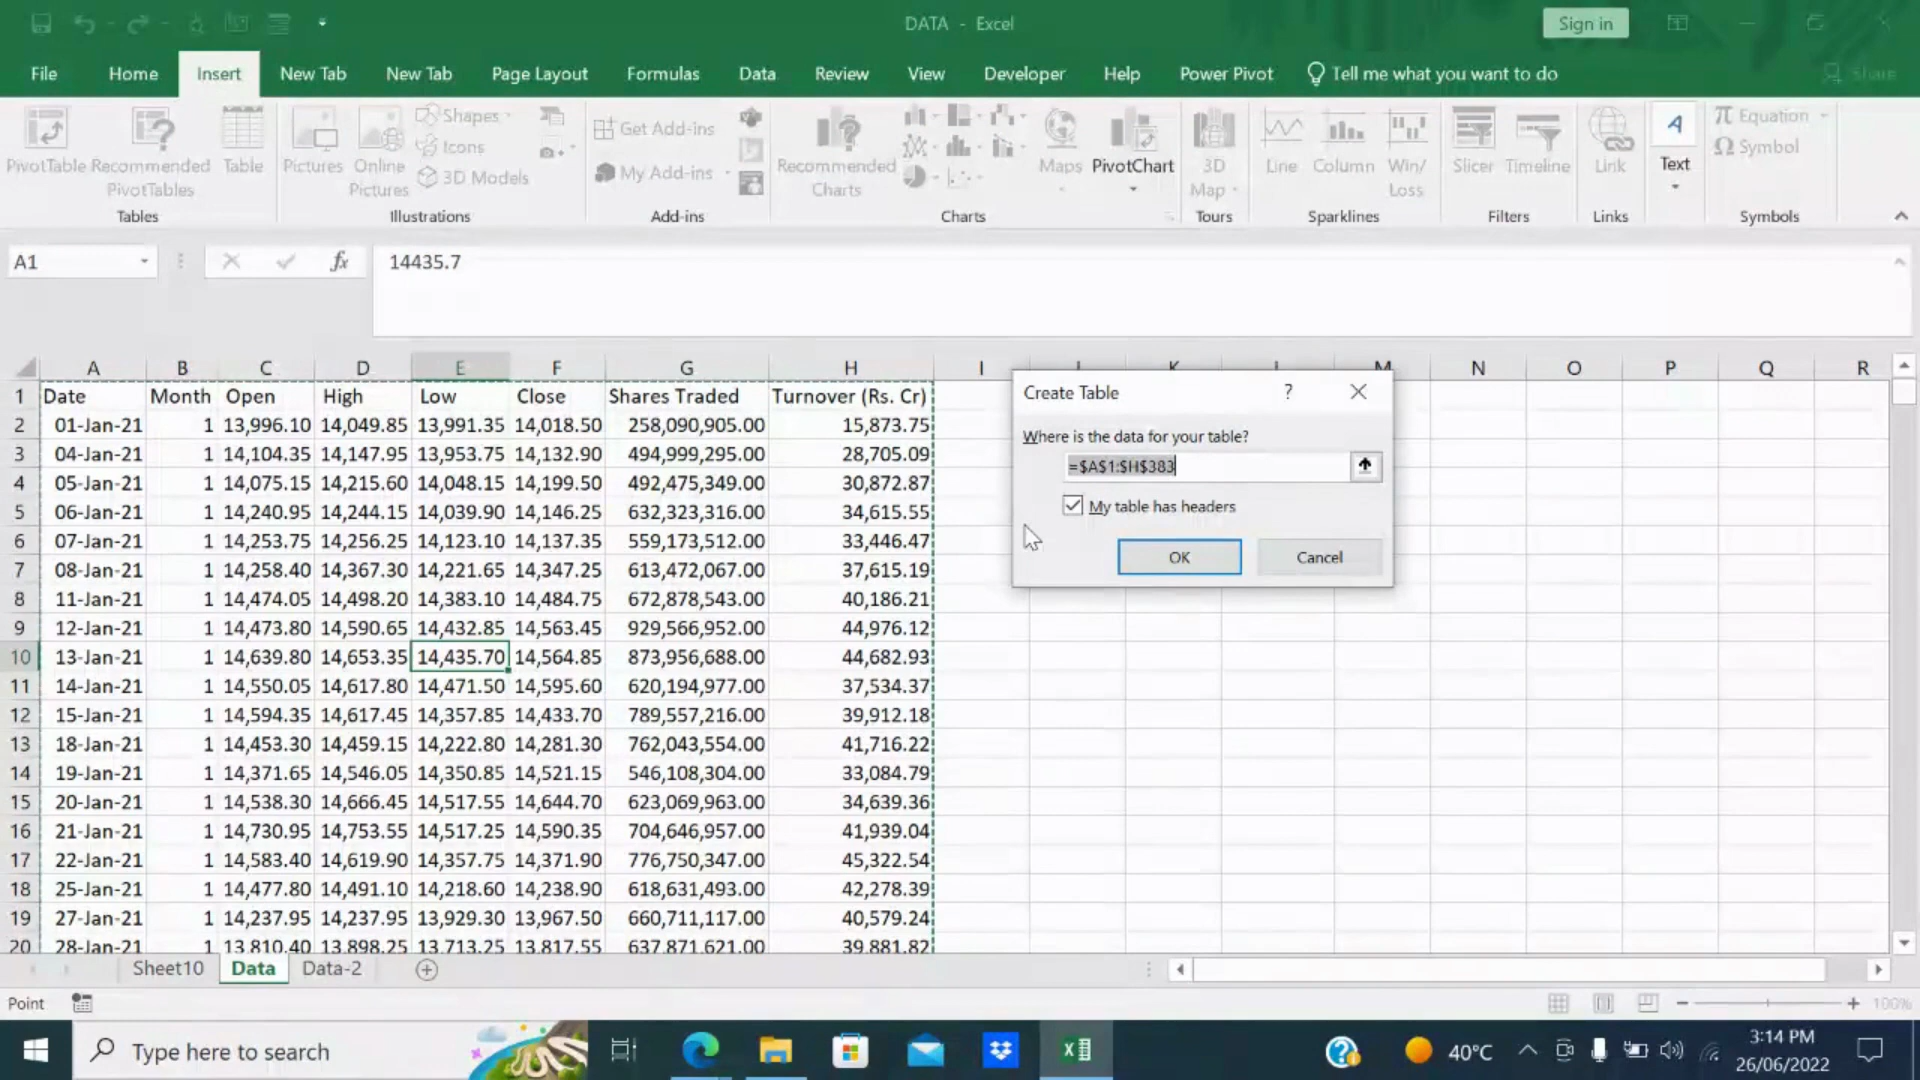 DATA - Excel
Sign in
File Home Insert New Tab New Tab Page Layout Formulas Data Review View Developer Help Power Pivot Tell me what you want to do Share
PivotTable Recommended PivotTables Table
Tables
Pictures Online Pictures Shapes Icons 3D Models
Illustrations
Get Add-ins
My Add-ins
Add-ins
Recommended Charts Maps PivotChart
Charts
3D Map
Tours
Line Column Win/Loss
Sparklines
Slicer Timeline
Filters
Link
Links
Text
Equation
Symbol
Symbols
A1 fx 14435.7
A B C D E F G H I J K L M N O P Q R
1 Date Month Open High Low Close Shares Traded Turnover (Rs. Cr)
2 01-Jan-21 1 13,996.10 14,049.85 13,991.35 14,018.50 258,090,905.00 15,873.75
3 04-Jan-21 1 14,104.35 14,147.95 13,953.75 14,132.90 494,999,295.00 28,705.09
4 05-Jan-21 1 14,075.15 14,215.60 14,048.15 14,199.50 492,475,349.00 30,872.87
5 06-Jan-21 1 14,240.95 14,244.15 14,039.90 14,146.25 632,323,316.00 34,615.55
6 07-Jan-21 1 14,253.75 14,256.25 14,123.10 14,137.35 559,173,512.00 33,446.47
7 08-Jan-21 1 14,258.40 14,367.30 14,221.65 14,347.25 613,472,067.00 37,615.19
8 11-Jan-21 1 14,474.05 14,498.20 14,383.10 14,484.75 672,878,543.00 40,186.21
9 12-Jan-21 1 14,473.80 14,590.65 14,432.85 14,563.45 929,566,952.00 44,976.12
10 13-Jan-21 1 14,639.80 14,653.35 14,435.70 14,564.85 873,956,688.00 44,682.93
11 14-Jan-21 1 14,550.05 14,617.80 14,471.50 14,595.60 620,194,977.00 37,534.37
12 15-Jan-21 1 14,594.35 14,617.45 14,357.85 14,433.70 789,557,216.00 39,912.18
13 18-Jan-21 1 14,453.30 14,459.15 14,222.80 14,281.30 762,043,554.00 41,716.22
14 19-Jan-21 1 14,371.65 14,546.05 14,350.85 14,521.15 546,108,304.00 33,084.79
15 20-Jan-21 1 14,538.30 14,666.45 14,517.55 14,644.70 623,069,963.00 34,639.36
16 21-Jan-21 1 14,730.95 14,753.55 14,517.25 14,590.35 704,646,957.00 41,939.04
17 22-Jan-21 1 14,583.40 14,619.90 14,357.75 14,371.90 776,750,347.00 45,322.54
18 25-Jan-21 1 14,477.80 14,491.10 14,218.60 14,238.90 618,631,493.00 42,278.39
19 27-Jan-21 1 14,237.95 14,237.95 13,929.30 13,967.50 660,711,117.00 40,579.24
20 28-Jan-21 1 13,810.40 13,898.25 13,713.25 13,817.55 637,871,621.00 39,881.82
Create Table ?
Where is the data for your table?
=$A$1:$H$383
My table has headers
OK Cancel
Sheet10 Data Data-2
Point
100%
Type here to search
40°C
3:14 PM
26/06/2022